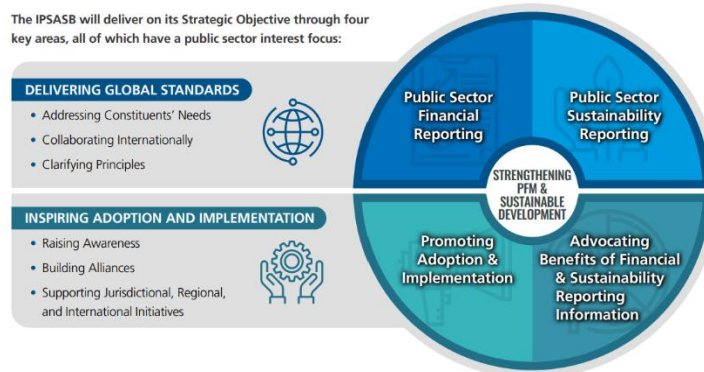 The IPSASB will deliver on its Strategic Objective through four
key areas, all of which have a public sector interest focus:
DELIVERING GLOBAL STANDARDS
• Addressing Constituents' Needs
• Collaborating Internationally
• Clarifying Principles
INSPIRING ADOPTION AND IMPLEMENTATION
• Raising Awareness
• Building Alliances
• Supporting Jurisdictional, Regional,
and International Initiatives
Public Sector
Financial
Reporting
Public Sector
Sustainability
Reporting
STRENGTHENING
PFM &
SUSTAINABLE
DEVELOPMENT
Promoting
Adoption &
Implementation
Advocating
Benefits of Financial
& Sustainability
Reporting
Information